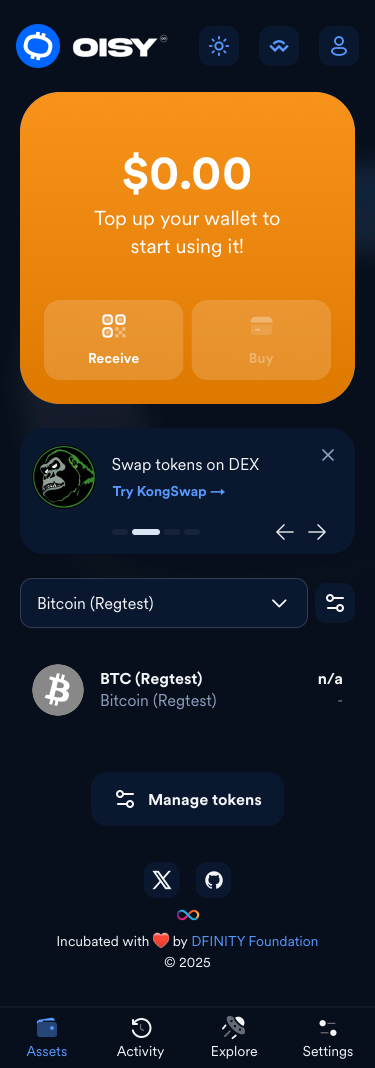 OISY
$0.00
Top up your wallet to
start using it!
Receive
Buy
Swap tokens on DEX
Try KongSwap →
Bitcoin (Regtest)
BTC (Regtest)
n/a
Bitcoin (Regtest)
-
Manage tokens
Incubated with ❤️ by DFINITY Foundation
© 2025
Assets
Activity
Explore
Settings